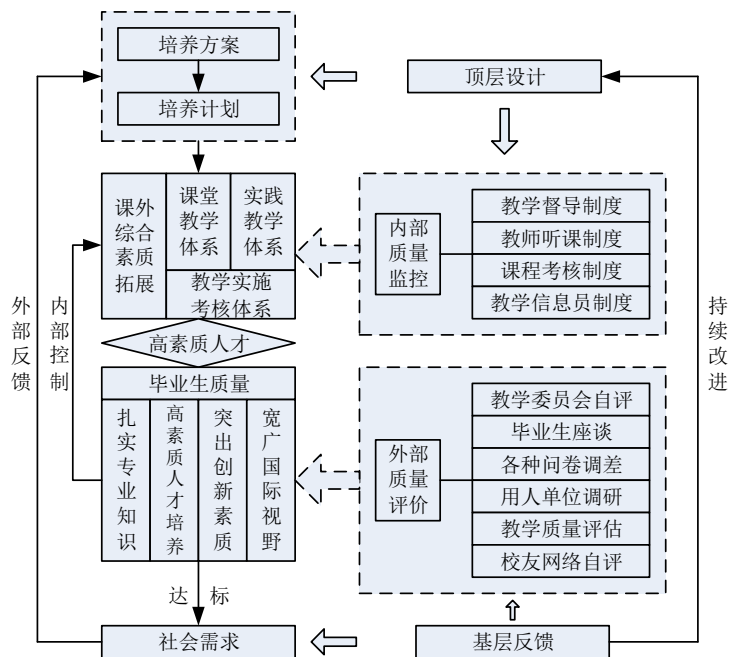 培养方案
培养计划
顶层设计
课外
综合
素质
拓展
课堂
教学
体系
实践
教学
体系
教学实施
考核体系
内部
质量
监控
教学督导制度
教师听课制度
课程考核制度
教学信息员制度
外部反馈
内部控制
持续改进
高素质人才
毕业生质量
扎实专业知识
高素质人才培养
突出创新素质
宽广国际视野
外部
质量
评价
教学委员会自评
毕业生座谈
各种问卷调差
用人单位调研
教学质量评估
校友网络自评
达 标
社会需求
基层反馈